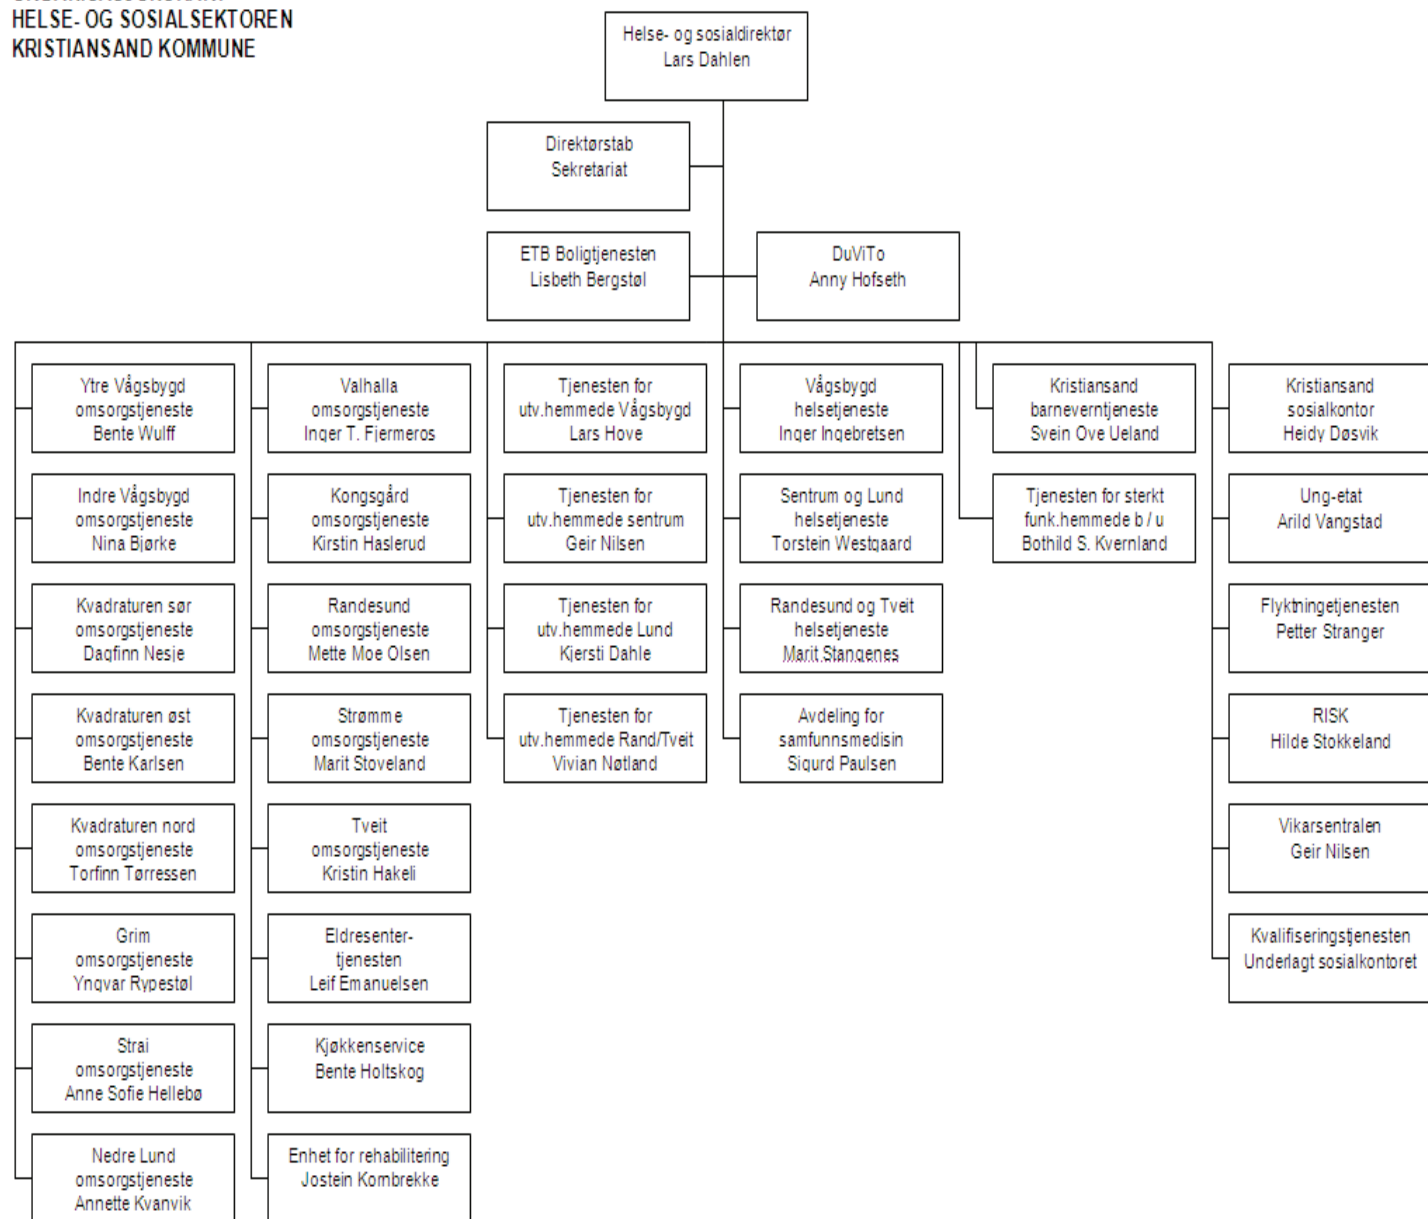 HELSE- OG SOSIALSEKTOREN
KRISTIANSAND KOMMUNE
Helse- og sosialdirektør
Lars Dahlen
Direktørstab
Sekretariat
ETB Boligtjenesten
Lisbeth Bergstøl
DuViTo
Anny Hofseth
Ytre Vågsbygd
omsorgstjeneste
Bente Wulff
Indre Vågsbygd
omsorgstjeneste
Nina Bjørke
Kvadraturen sør
omsorgstjeneste
Dagfinn Nesje
Kvadraturen øst
omsorgstjeneste
Bente Karlsen
Kvadraturen nord
omsorgstjeneste
Torfinn Tørressen
Grim
omsorgstjeneste
Yngvar Rypestøl
Strai
omsorgstjeneste
Anne Sofie Hellebø
Nedre Lund
omsorgstjeneste
Annette Kvanvik
Valhalla
omsorgstjeneste
Inger T. Fjermeros
Kongsgård
omsorgstjeneste
Kirstin Haslerud
Randesund
omsorgstjeneste
Mette Moe Olsen
Strømme
omsorgstjeneste
Marit Stoveland
Tveit
omsorgstjeneste
Kristin Hakeli
Eldresenter-
tjenesten
Leif Emanuelsen
Kjøkkenservice
Bente Holtskog
Enhet for rehabilitering
Jostein Kombrekke
Tjenesten for
utv.hemmede Vågsbygd
Lars Hove
Tjenesten for
utv.hemmede sentrum
Geir Nilsen
Tjenesten for
utv.hemmede Lund
Kjersti Dahle
Tjenesten for
utv.hemmede Rand/Tveit
Vivian Nøtland
Vågsbygd
helsetjeneste
Inger Ingebretsen
Sentrum og Lund
helsetjeneste
Torstein Westgaard
Randesund og Tveit
helsetjeneste
Marit Stangenes
Avdeling for
samfunnsmedisin
Sigurd Paulsen
Kristiansand
barneverntjeneste
Svein Ove Ueland
Tjenesten for sterkt
funk.hemmede b / u
Bothild S. Kvernland
Kristiansand
sosialkontor
Heidy Døsvik
Ung-etat
Arild Vangstad
Flyktningetjenesten
Petter Stranger
RISK
Hilde Stokkeland
Vikarsentralen
Geir Nilsen
Kvalifiseringstjenesten
Underlagt sosialkontoret